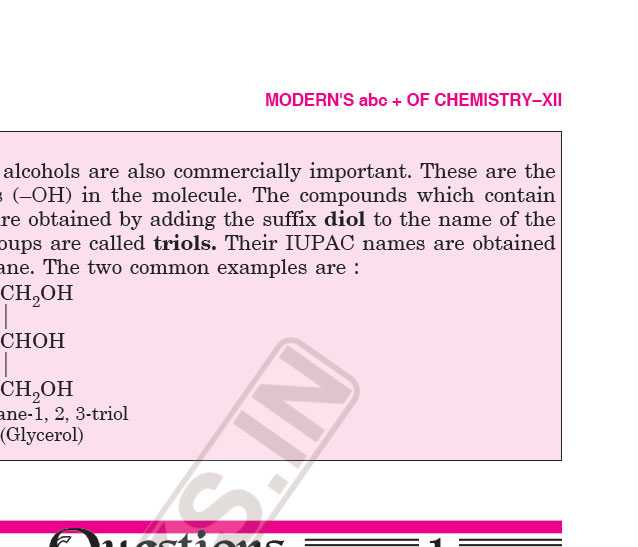 MODERN'S abc + OF CHEMISTRY–XII
alcohols are also commercially important. These are the
s (–OH) in the molecule. The compounds which contain
re obtained by adding the suffix diol to the name of the
oups are called triols. Their IUPAC names are obtained
ane. The two common examples are :
CH2OH
|
CHOH
|
CH2OH
ane-1, 2, 3-triol
(Glycerol)
S.IN
Questions 1